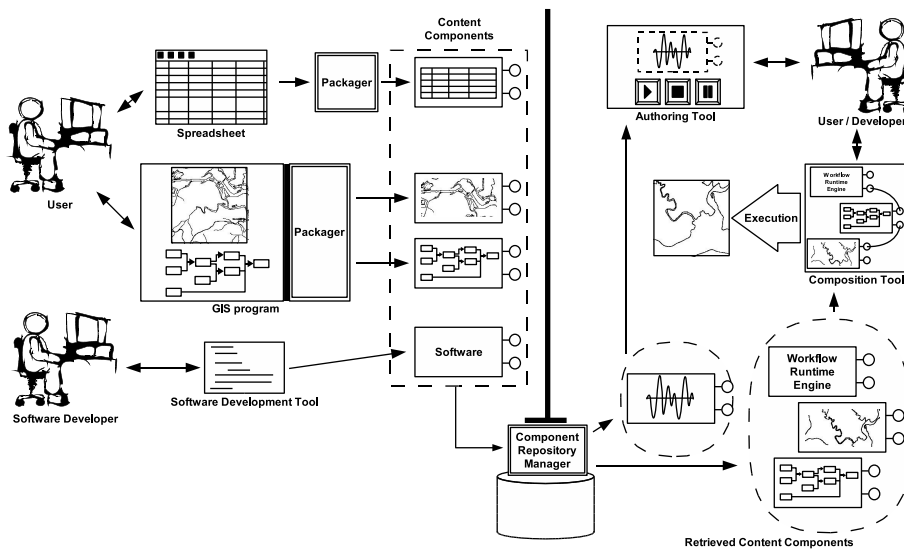 Content
Components
Packager
Spreadsheet
User
Packager
GIS program
Software
Software Developer
Software Development Tool
Component
Repository
Manager
Authoring Tool
User / Developer
Workflow
Runtime
Engine
Execution
Composition Tool
Workflow
Runtime
Engine
Retrieved Content Components